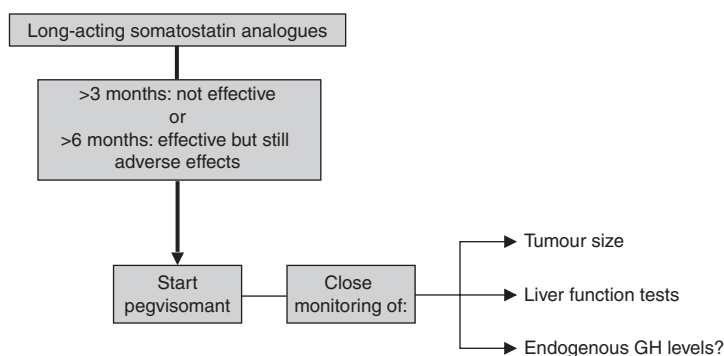 Long-acting somatostatin analogues
>3 months: not effective
or
>6 months: effective but still
adverse effects
Start
pegvisomant
Close
monitoring of:
Tumour size
Liver function tests
Endogenous GH levels?